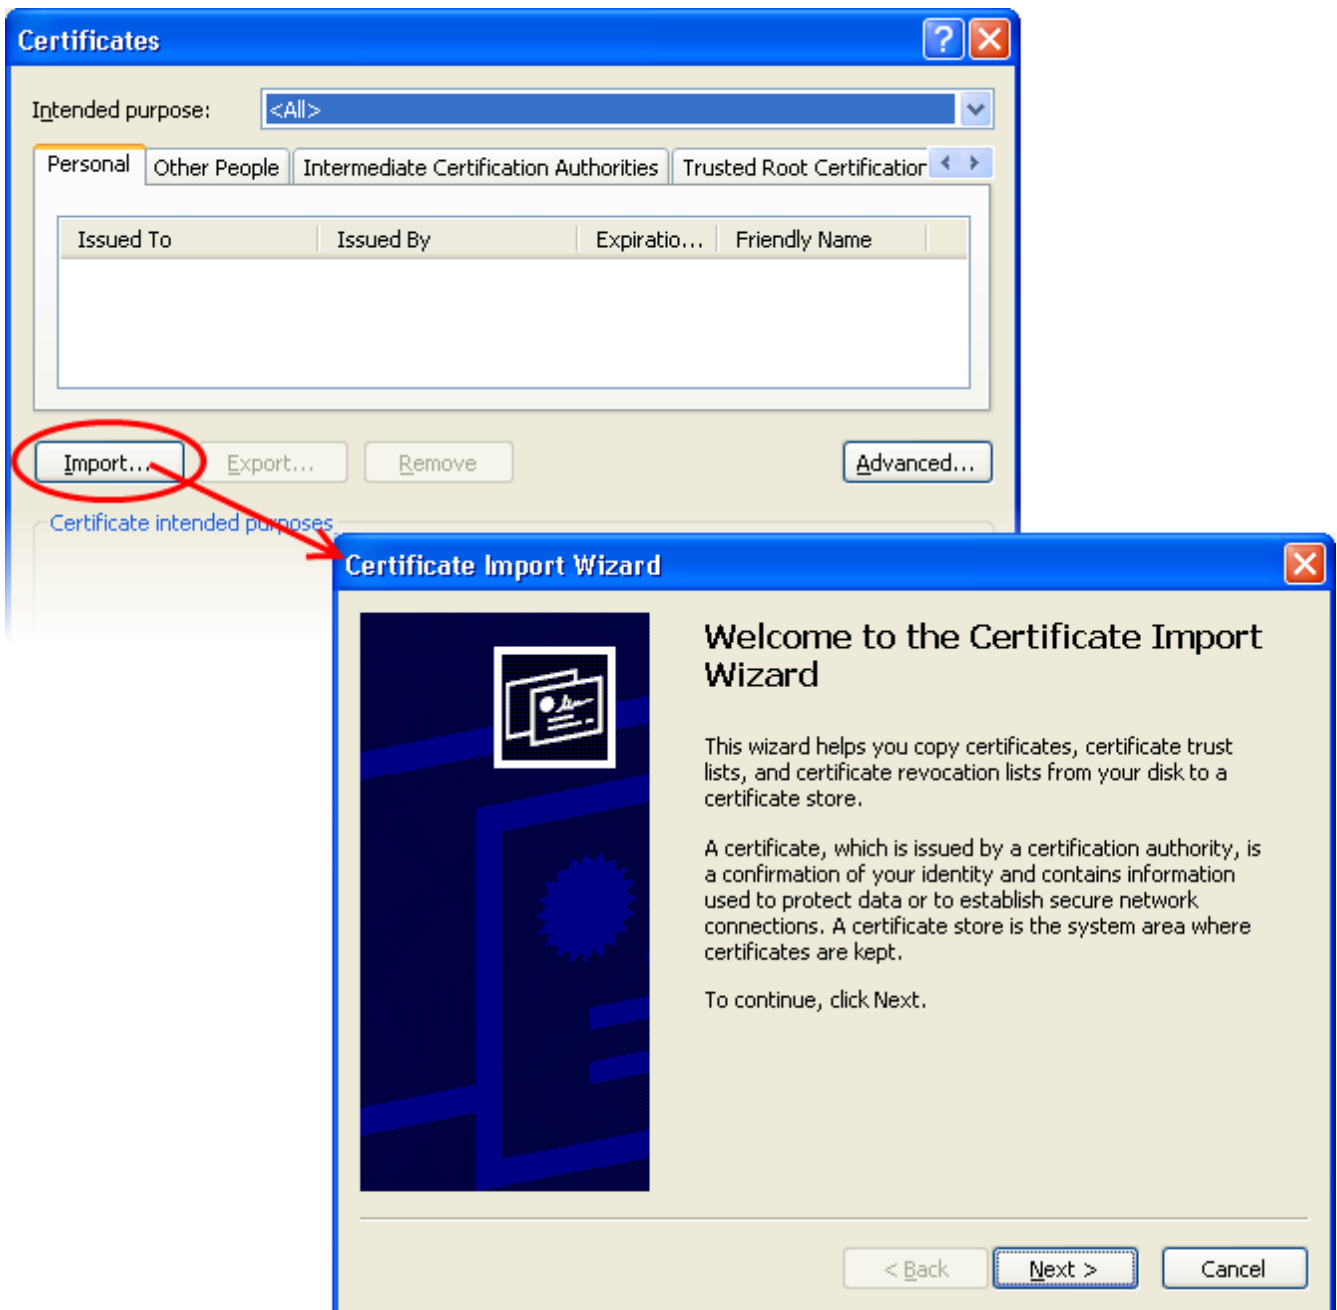 Certificates
Intended purpose: <All>
Personal Other People Intermediate Certification Authorities Trusted Root Certification
Issued To Issued By Expiratio... Friendly Name
Import... Export... Remove Advanced...
Certificate intended purposes
Certificate Import Wizard
Welcome to the Certificate Import
Wizard
This wizard helps you copy certificates, certificate trust
lists, and certificate revocation lists from your disk to a
certificate store.
A certificate, which is issued by a certification authority, is
a confirmation of your identity and contains information
used to protect data or to establish secure network
connections. A certificate store is the system area where
certificates are kept.
To continue, click Next.
< Back Next > Cancel